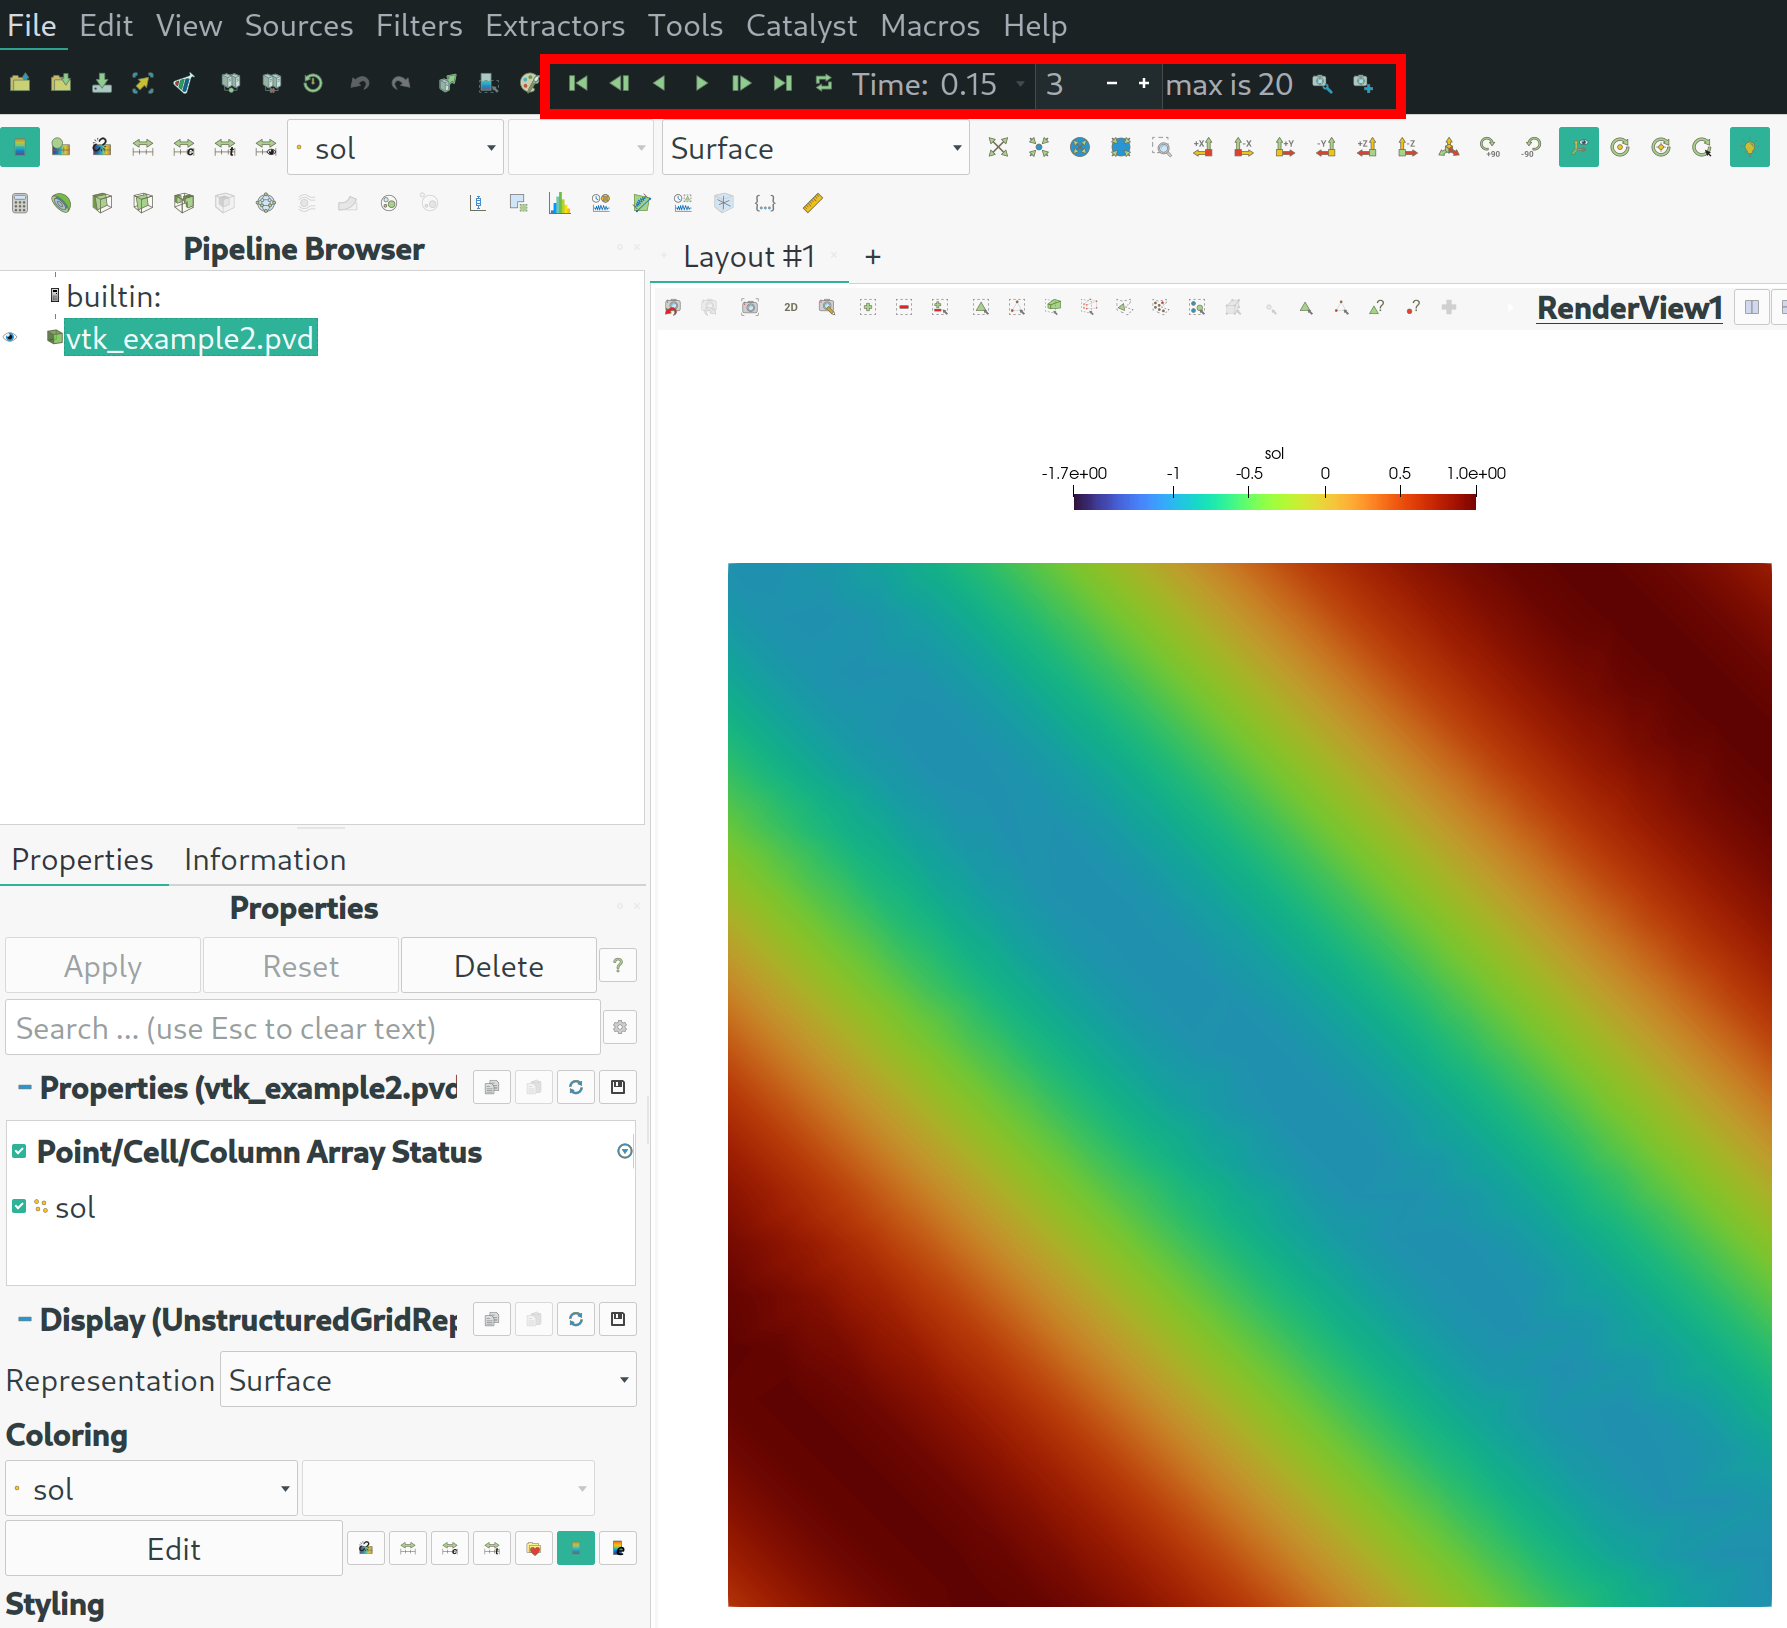 File Edit View Sources Filters Extractors Tools Catalyst Macros Help
Time: 0.15 3 - + max is 20
sol Surface +X -X +Y -Y +Z -Z +90 -90
Pipeline Browser
Layout #1 +
builtin:
2D RenderView1
vtk_example2.pvd
sol
-1.7e+00 -1 -0.5 0 0.5 1.0e+00
Properties Information
Properties
Apply Reset Delete ?
Search ... (use Esc to clear text)
Properties (vtk_example2.pvd
Point/Cell/Column Array Status
sol
Display (UnstructuredGridRep
Representation Surface
Coloring
sol
Edit
Styling